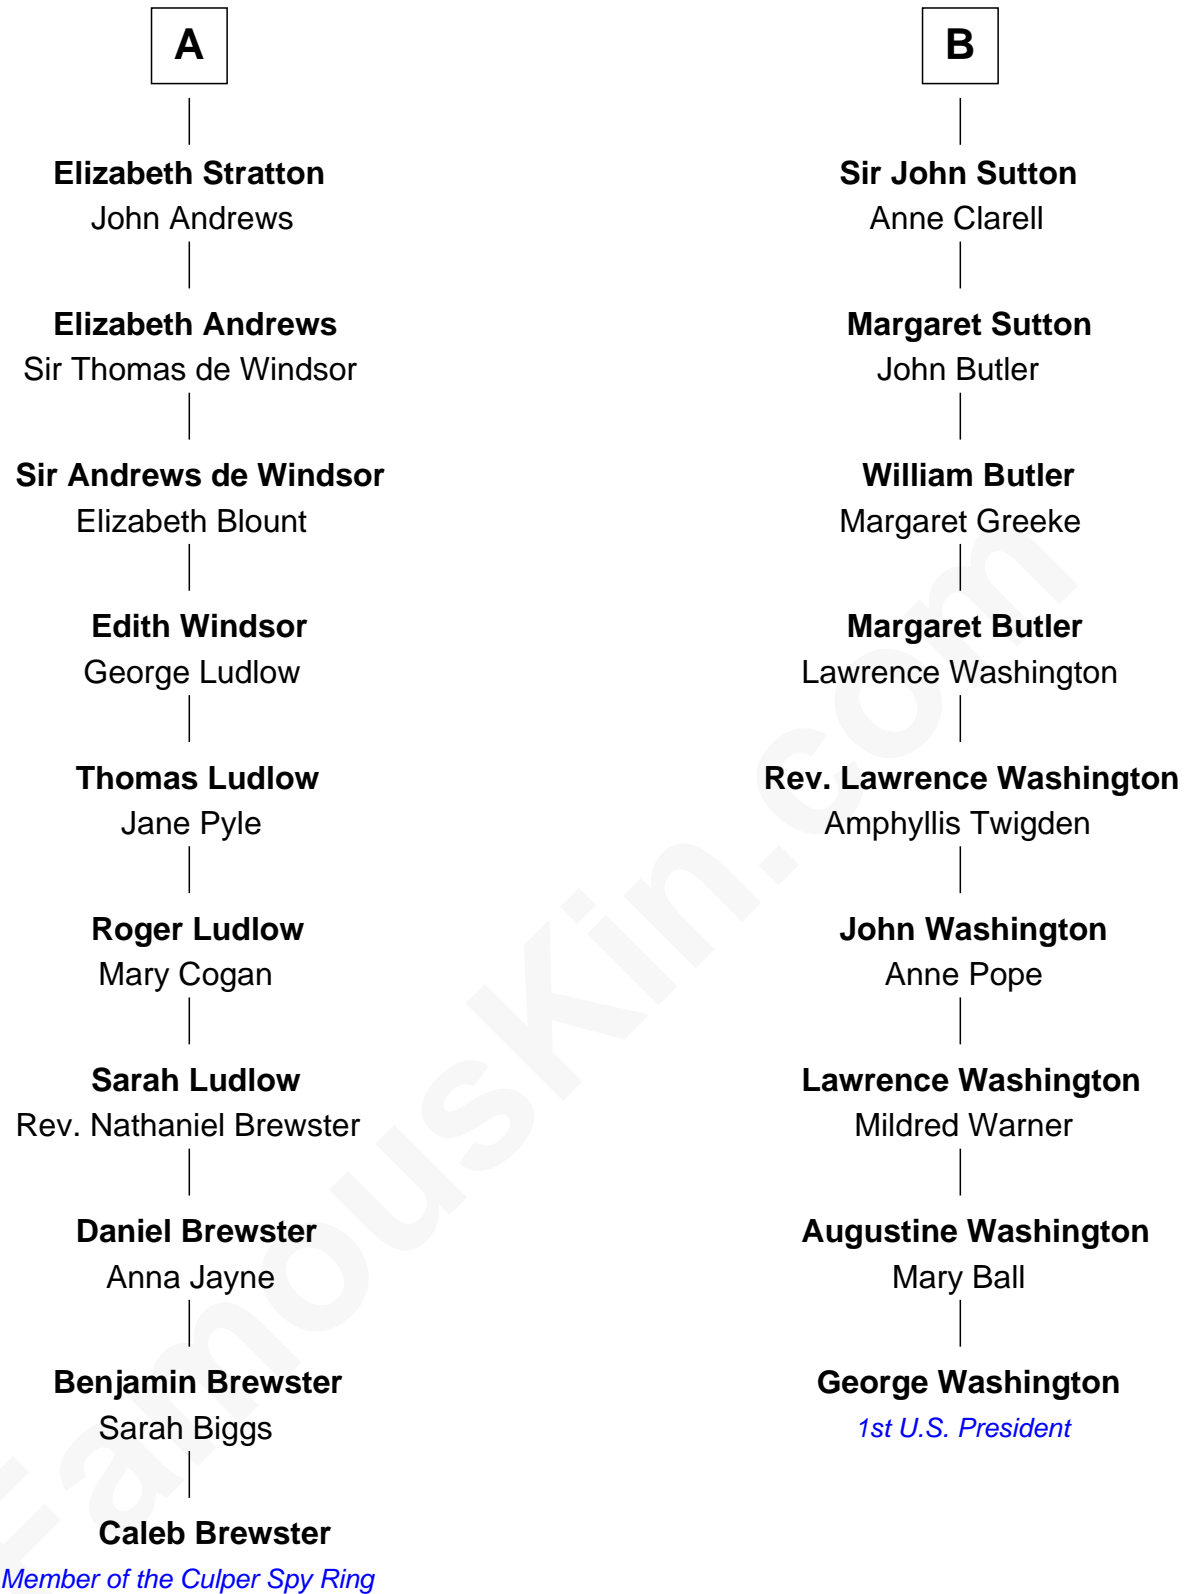 A
Elizabeth Stratton
John Andrews
Elizabeth Andrews
Sir Thomas de Windsor
Sir Andrews de Windsor
Elizabeth Blount
Edith Windsor
George Ludlow
Thomas Ludlow
Jane Pyle
Roger Ludlow
Mary Cogan
Sarah Ludlow
Rev. Nathaniel Brewster
Daniel Brewster
Anna Jayne
Benjamin Brewster
Sarah Biggs
Caleb Brewster
Member of the Culper Spy Ring
B
Sir John Sutton
Anne Clarell
Margaret Sutton
John Butler
William Butler
Margaret Greeke
Margaret Butler
Lawrence Washington
Rev. Lawrence Washington
Amphyllis Twigden
John Washington
Anne Pope
Lawrence Washington
Mildred Warner
Augustine Washington
Mary Ball
George Washington
1st U.S. President
FamousKin.com